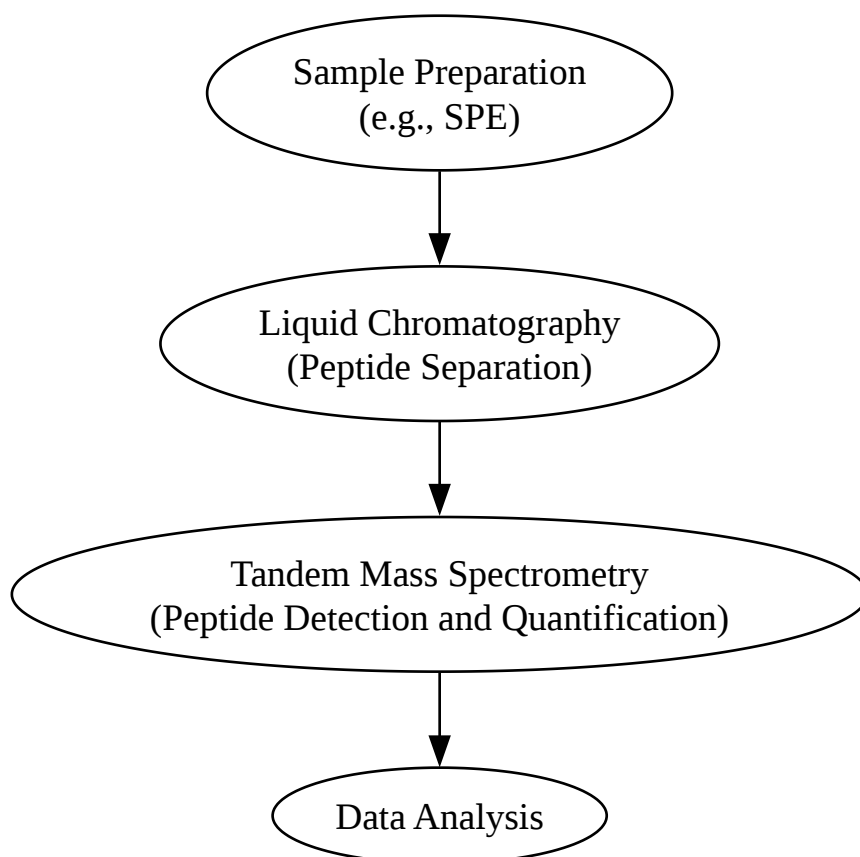 Sample Preparation
(e.g., SPE)
Liquid Chromatography
(Peptide Separation)
Tandem Mass Spectrometry
(Peptide Detection and Quantification)
Data Analysis